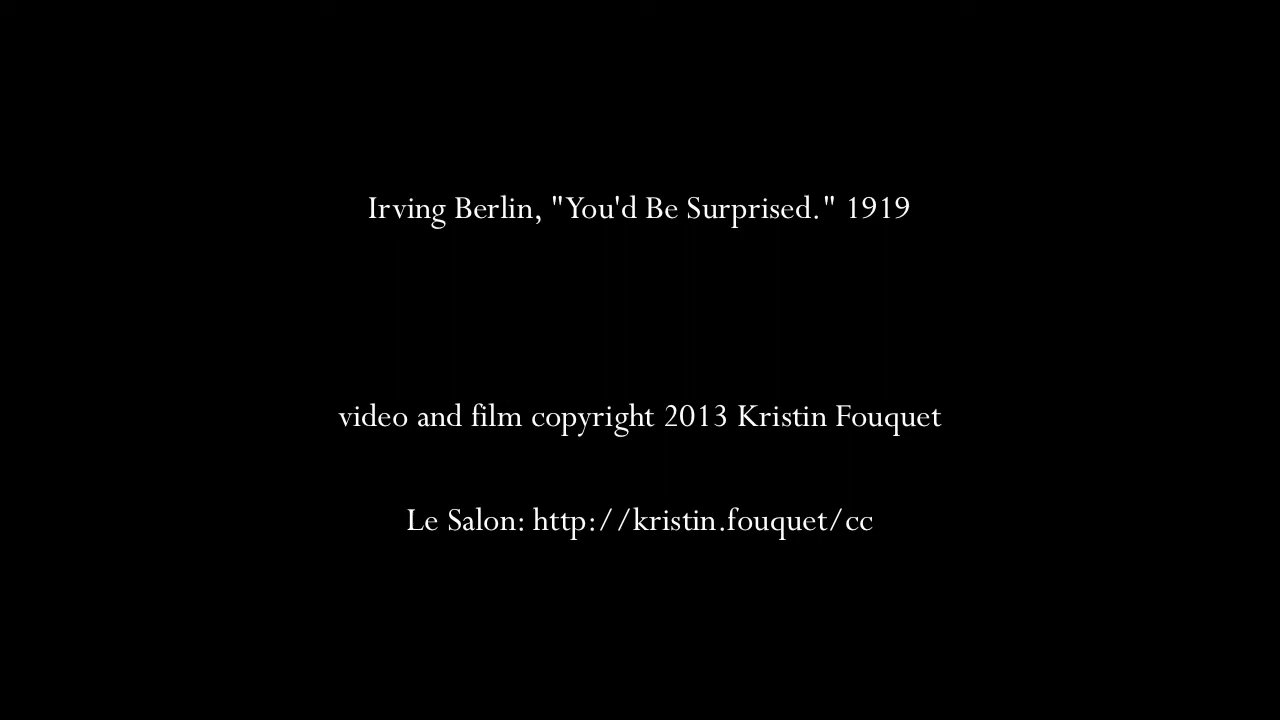 Irving Berlin, "You'd Be Surprised." 1919
video and film copyright 2013 Kristin Fouquet
Le Salon: http://kristin.fouquet/cc